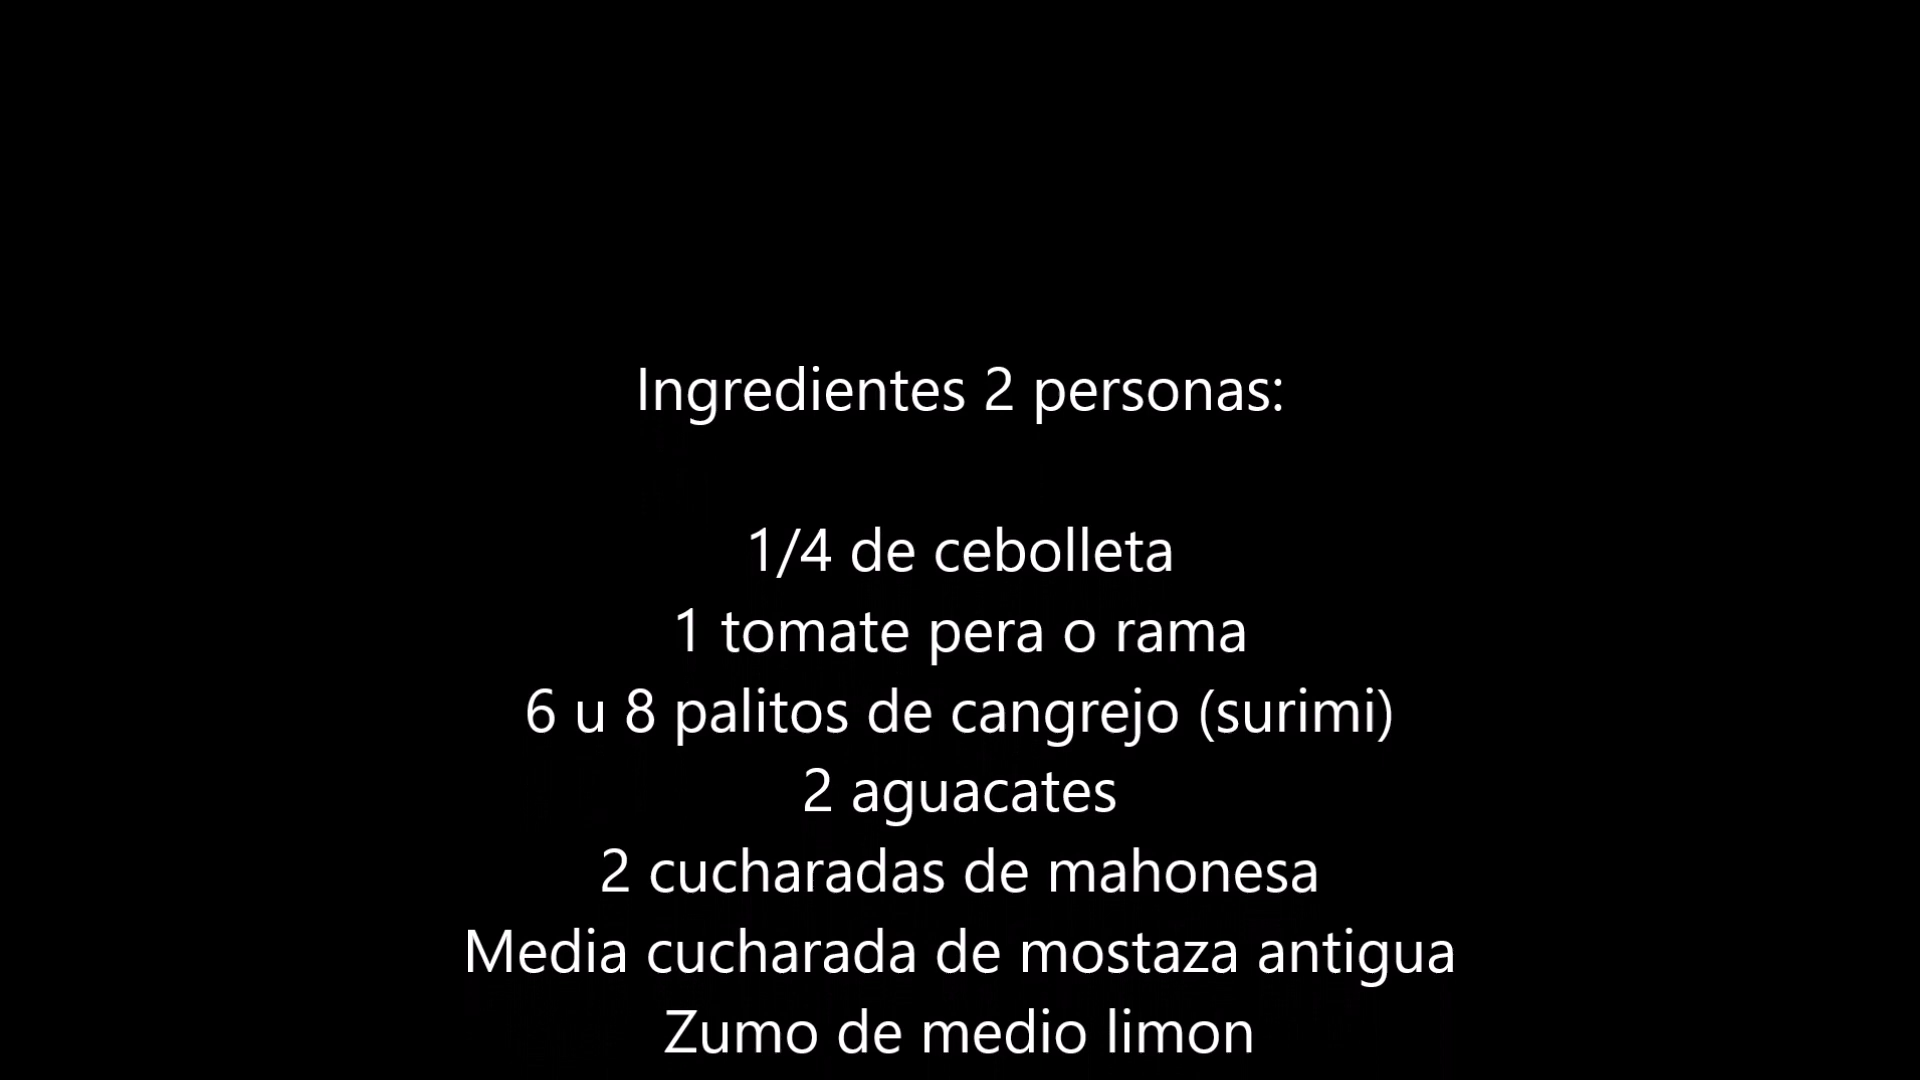 Ingredientes 2 personas:
1/4 de cebolleta
1 tomate pera o rama
6 u 8 palitos de cangrejo (surimi)
2 aguacates
2 cucharadas de mahonesa
Media cucharada de mostaza antigua
Zumo de medio limon